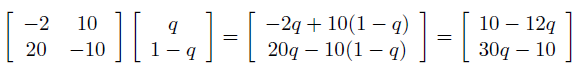 [ −2 10 ] [ q ] = [ −2q + 10(1 − q) ] = [ 10 − 12q ]
[ 20 −10 ] [ 1 − q ] [ 20q − 10(1 − q) ] [ 30q − 10 ]